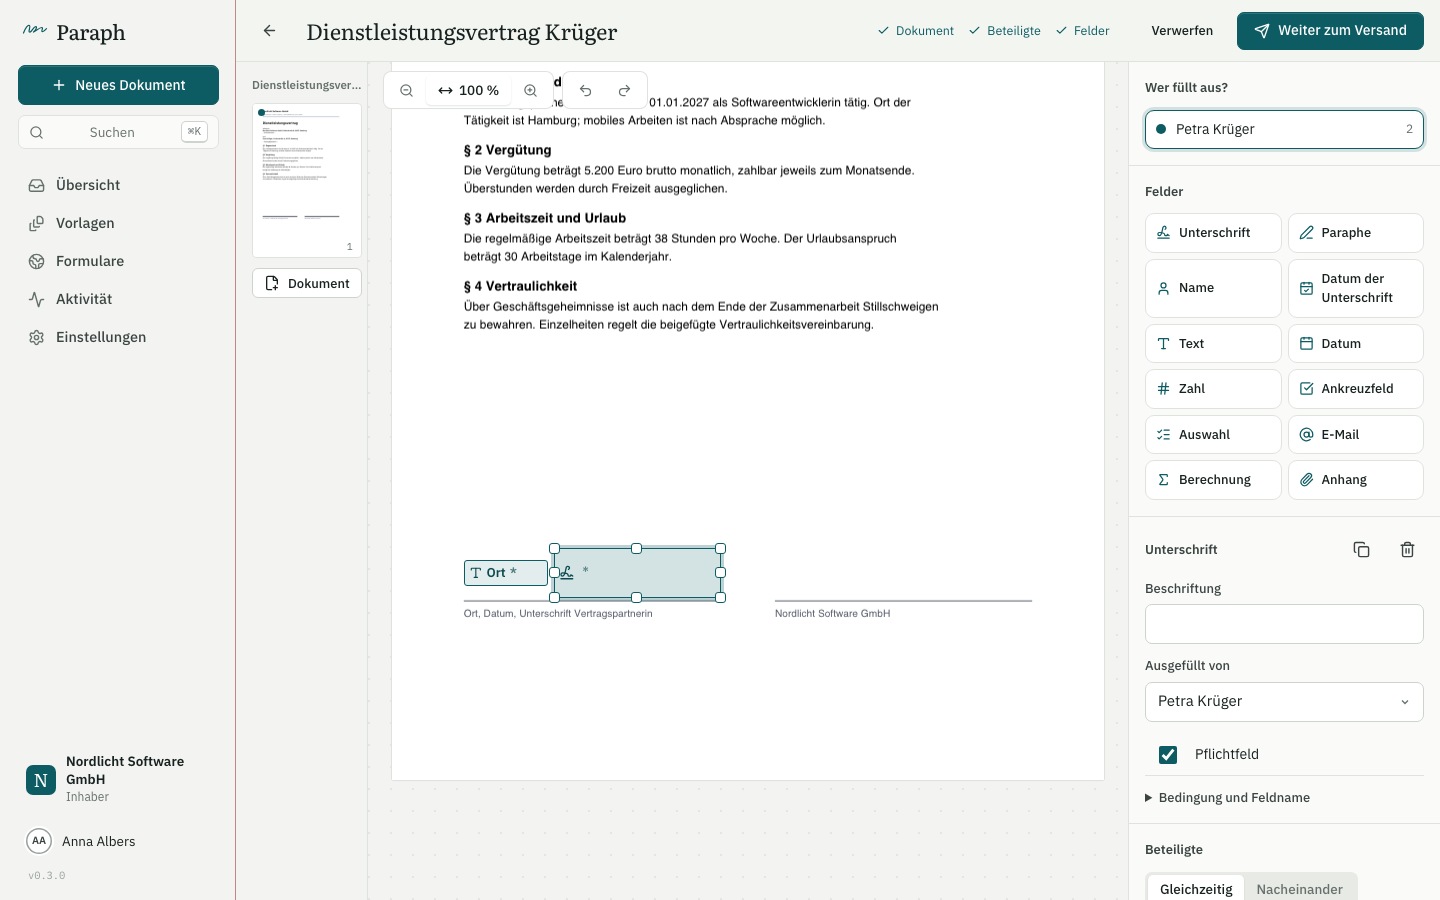 Paraph
Neues Dokument
Suchen
⌘K
Übersicht
Vorlagen
Formulare
Aktivität
Einstellungen
Nordlicht Software
GmbH
Inhaber
N
AA
Anna Albers
v0.3.0
Dienstleistungsvertrag Krüger
Dokument
Beteiligte
Felder
Verwerfen
Weiter zum Versand
Dienstleistungsver...
1
Dokument
100 %
01.01.2027 als Softwareentwicklerin tätig. Ort der
Tätigkeit ist Hamburg; mobiles Arbeiten ist nach Absprache möglich.
§ 2 Vergütung
Die Vergütung beträgt 5.200 Euro brutto monatlich, zahlbar jeweils zum Monatsende.
Überstunden werden durch Freizeit ausgeglichen.
§ 3 Arbeitszeit und Urlaub
Die regelmäßige Arbeitszeit beträgt 38 Stunden pro Woche. Der Urlaubsanspruch
beträgt 30 Arbeitstage im Kalenderjahr.
§ 4 Vertraulichkeit
Über Geschäftsgeheimnisse ist auch nach dem Ende der Zusammenarbeit Stillschweigen
zu bewahren. Einzelheiten regelt die beigefügte Vertraulichkeitsvereinbarung.
Ort *
*
Ort, Datum, Unterschrift Vertragspartnerin
Nordlicht Software GmbH
Wer füllt aus?
Petra Krüger 2
Felder
Unterschrift
Paraphe
Name
Datum der
Unterschrift
Text
Datum
Zahl
Ankreuzfeld
Auswahl
E-Mail
Berechnung
Anhang
Unterschrift
Beschriftung
Ausgefüllt von
Petra Krüger
Pflichtfeld
Bedingung und Feldname
Beteiligte
Gleichzeitig
Nacheinander